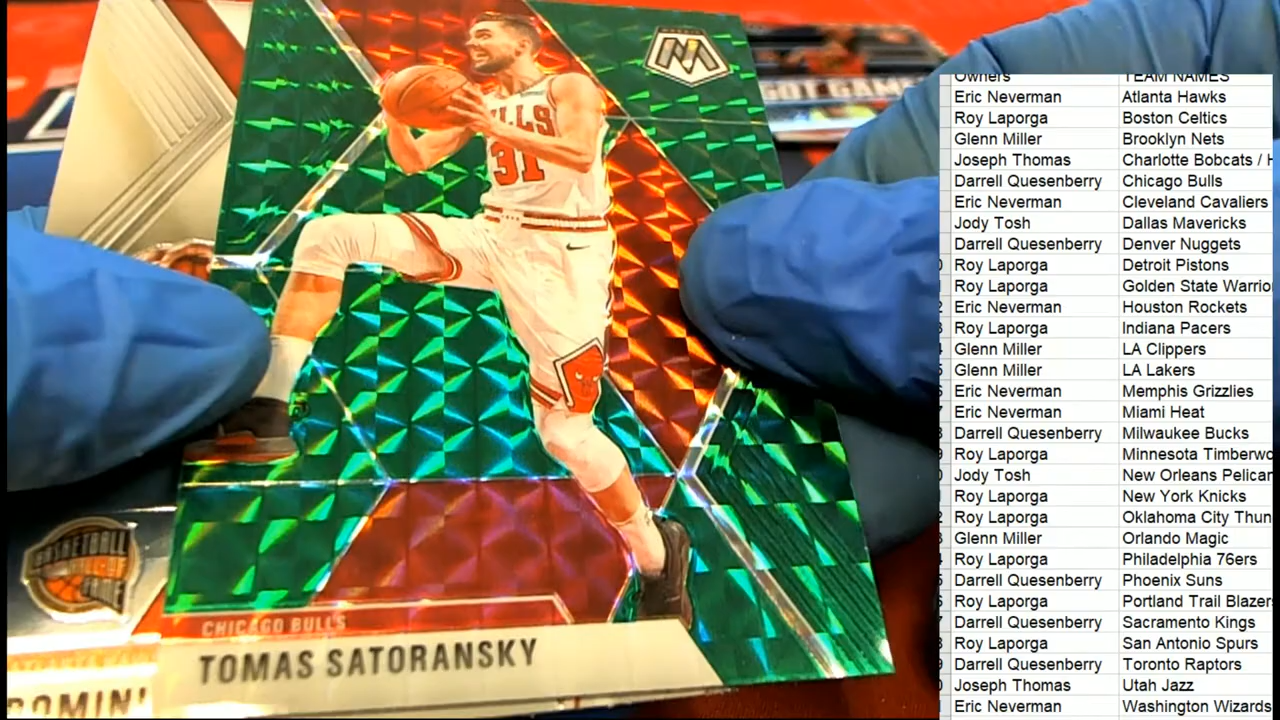 MOSAIC
GOT GAME
BULLS
31
BASKETBALL
HALL OF
FAME
CHICAGO BULLS
TOMAS SATORANSKY
COMIN'
Owners TEAM NAMES
Eric Neverman Atlanta Hawks
Roy Laporga Boston Celtics
Glenn Miller Brooklyn Nets
Joseph Thomas Charlotte Bobcats / H
Darrell Quesenberry Chicago Bulls
Eric Neverman Cleveland Cavaliers
Jody Tosh Dallas Mavericks
Darrell Quesenberry Denver Nuggets
Roy Laporga Detroit Pistons
Roy Laporga Golden State Warrio
Eric Neverman Houston Rockets
Roy Laporga Indiana Pacers
Glenn Miller LA Clippers
Glenn Miller LA Lakers
Eric Neverman Memphis Grizzlies
Eric Neverman Miami Heat
Darrell Quesenberry Milwaukee Bucks
Roy Laporga Minnesota Timberwo
Jody Tosh New Orleans Pelican
Roy Laporga New York Knicks
Roy Laporga Oklahoma City Thun
Glenn Miller Orlando Magic
Roy Laporga Philadelphia 76ers
Darrell Quesenberry Phoenix Suns
Roy Laporga Portland Trail Blazers
Darrell Quesenberry Sacramento Kings
Roy Laporga San Antonio Spurs
Darrell Quesenberry Toronto Raptors
Joseph Thomas Utah Jazz
Eric Neverman Washington Wizards